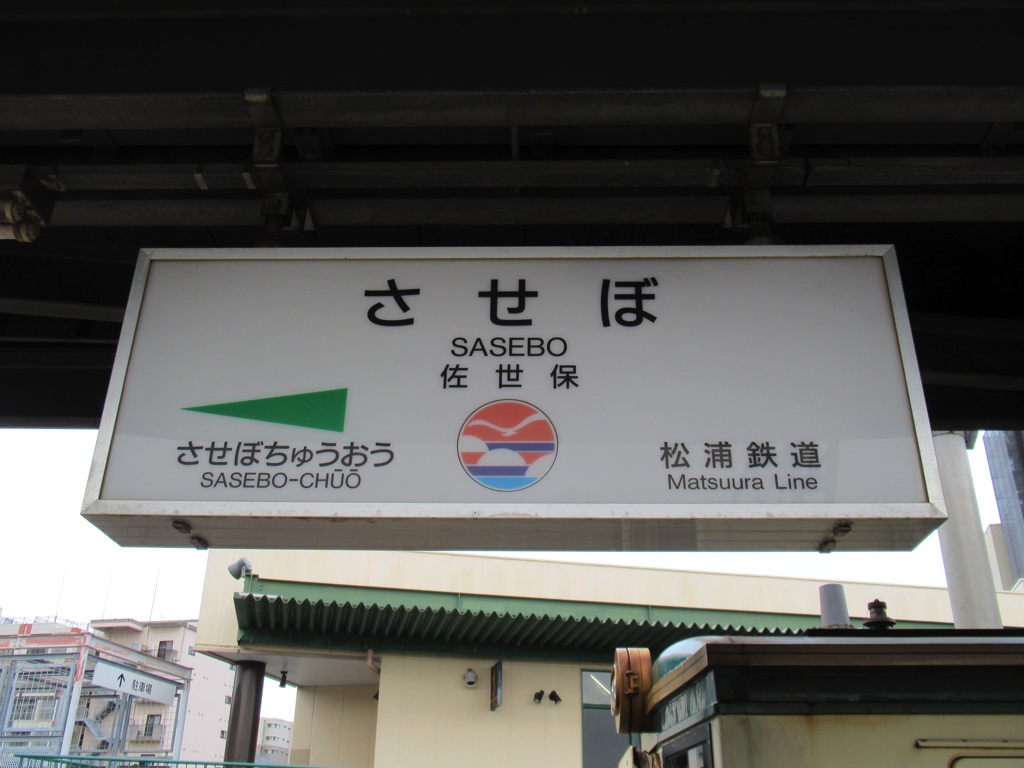 させぼ
SASEBO
佐世保
させぼちゅうおう
SASEBO-CHŪŌ
松浦鉄道
Matsuura Line
↑ 駐車場